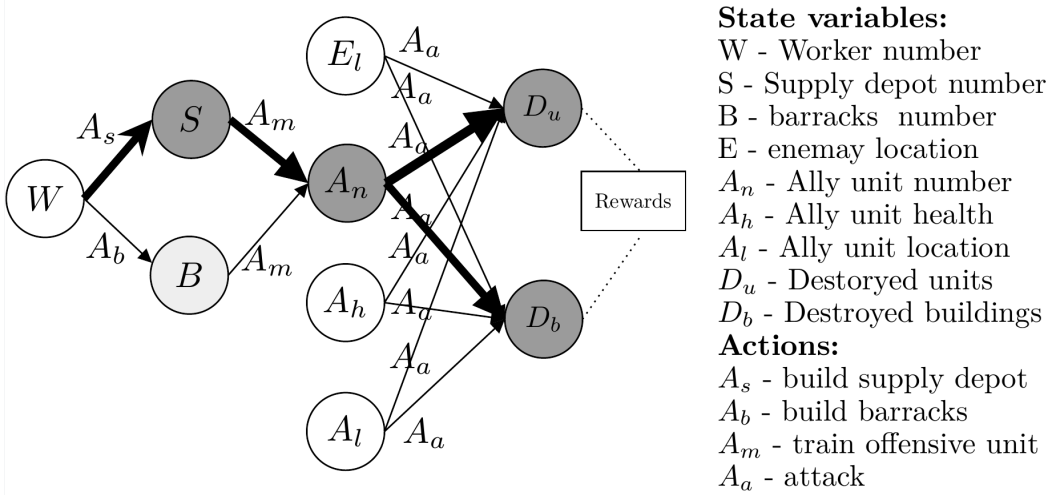 E_l
A_a
A_a
D_u
A_s
S
A_m
A_a
W
A_n
Rewards
A_b
B
A_m
A_a
A_a
A_h
A_a
D_b
A_a
A_l
A_a
State variables:
W - Worker number
S - Supply depot number
B - barracks number
E - enemay location
A_n - Ally unit number
A_h - Ally unit health
A_l - Ally unit location
D_u - Destoryed units
D_b - Destroyed buildings
Actions:
A_s - build supply depot
A_b - build barracks
A_m - train offensive unit
A_a - attack